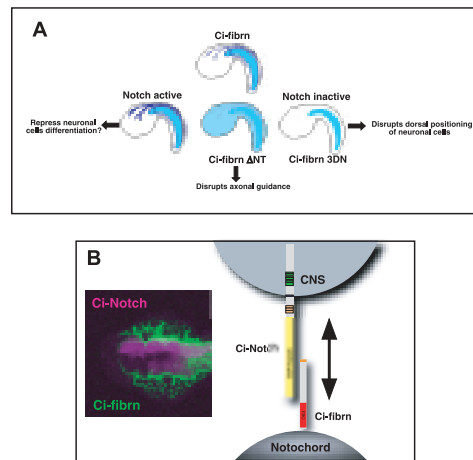 A
Ci-fibrn
Notch active
Notch inactive
Repress neuronal
cells differentiation?
Disrupts dorsal positioning
of neuronal cells
Ci-fibrn ΔNT
Ci-fibrn 3DN
Disrupts axonal guidance
B
CNS
Ci-Notch
Ci-fibrn
Ci-fibrn
Notochord